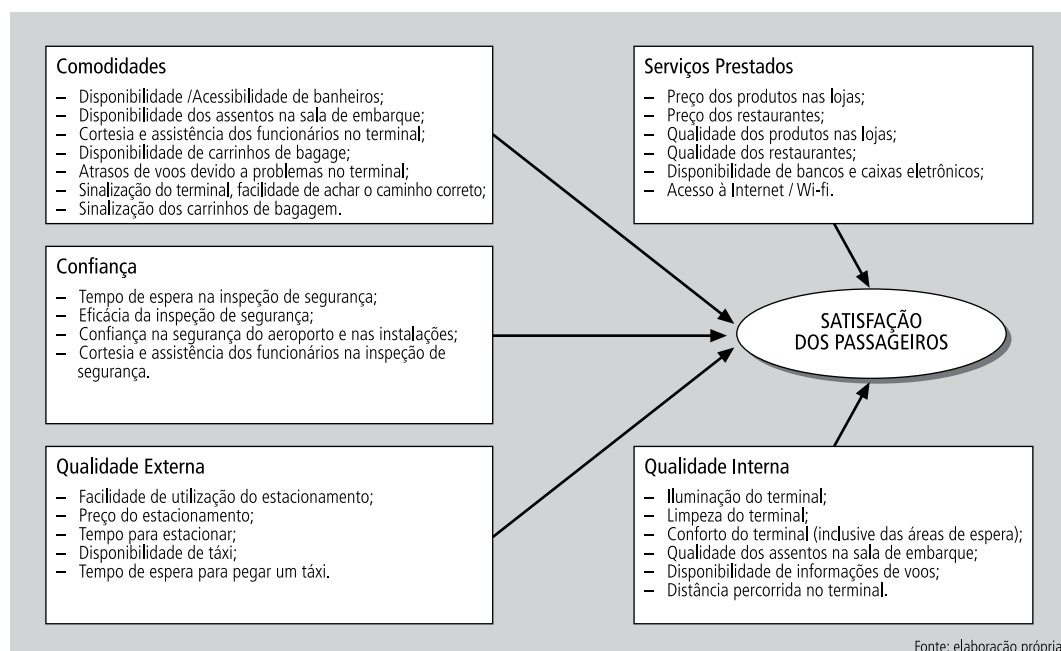 Comodidades
– Disponibilidade /Acessibilidade de banheiros;
– Disponibilidade dos assentos na sala de embarque;
– Cortesia e assistência dos funcionários no terminal;
– Disponibilidade de carrinhos de bagage;
– Atrasos de voos devido a problemas no terminal;
– Sinalização do terminal, facilidade de achar o caminho correto;
– Sinalização dos carrinhos de bagagem.
Serviços Prestados
– Preço dos produtos nas lojas;
– Preço dos restaurantes;
– Qualidade dos produtos nas lojas;
– Qualidade dos restaurantes;
– Disponibilidade de bancos e caixas eletrônicos;
– Acesso à Internet / Wi-fi.
Confiança
– Tempo de espera na inspeção de segurança;
– Eficácia da inspeção de segurança;
– Confiança na segurança do aeroporto e nas instalações;
– Cortesia e assistência dos funcionários na inspeção de
segurança.
SATISFAÇÃO
DOS PASSAGEIROS
Qualidade Externa
– Facilidade de utilização do estacionamento;
– Preço do estacionamento;
– Tempo para estacionar;
– Disponibilidade de táxi;
– Tempo de espera para pegar um táxi.
Qualidade Interna
– Iluminação do terminal;
– Limpeza do terminal;
– Conforto do terminal (inclusive das áreas de espera);
– Qualidade dos assentos na sala de embarque;
– Disponibilidade de informações de voos;
– Distância percorrida no terminal.
Fonte: elaboração própria